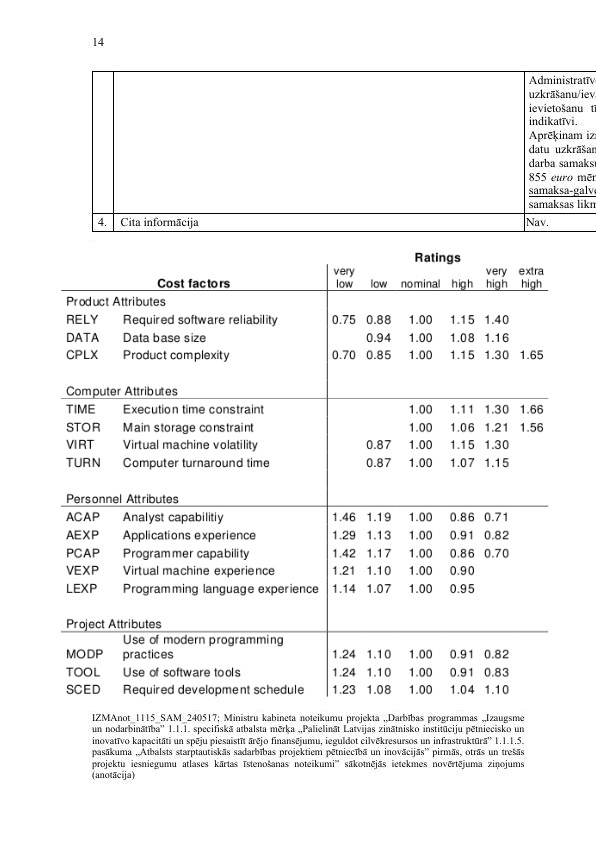 14
Administratīv
uzkrāšanu/iev
ievietošanu tī
indikatīvi.
Aprēķinam iz
datu uzkrāšan
darba samaksu
855 euro mēn
samaksa-galve
samaksas likm
4. Cita informācija Nav.
Ratings
Cost factors very low low nominal high very high extra high
Product Attributes
RELY Required software reliability 0.75 0.88 1.00 1.15 1.40
DATA Data base size 0.94 1.00 1.08 1.16
CPLX Product complexity 0.70 0.85 1.00 1.15 1.30 1.65
Computer Attributes
TIME Execution time constraint 1.00 1.11 1.30 1.66
STOR Main storage constraint 1.00 1.06 1.21 1.56
VIRT Virtual machine volatility 0.87 1.00 1.15 1.30
TURN Computer turnaround time 0.87 1.00 1.07 1.15
Personnel Attributes
ACAP Analyst capabilitiy 1.46 1.19 1.00 0.86 0.71
AEXP Applications experience 1.29 1.13 1.00 0.91 0.82
PCAP Programmer capability 1.42 1.17 1.00 0.86 0.70
VEXP Virtual machine experience 1.21 1.10 1.00 0.90
LEXP Programming language experience 1.14 1.07 1.00 0.95
Project Attributes
Use of modern programming
MODP practices 1.24 1.10 1.00 0.91 0.82
TOOL Use of software tools 1.24 1.10 1.00 0.91 0.83
SCED Required development schedule 1.23 1.08 1.00 1.04 1.10
IZMAnot_1115_SAM_240517; Ministru kabineta noteikumu projekta „Darbības programmas „Izaugsme
un nodarbinātība” 1.1.1. specifiskā atbalsta mērķa „Palielināt Latvijas zinātnisko institūciju pētniecisko un
inovatīvo kapacitāti un spēju piesaistīt ārējo finansējumu, ieguldot cilvēkresursos un infrastruktūrā” 1.1.1.5.
pasākuma „Atbalsts starptautiskās sadarbības projektiem pētniecībā un inovācijās” pirmās, otrās un trešās
projektu iesniegumu atlases kārtas īstenošanas noteikumi” sākotnējās ietekmes novērtējuma ziņojums
(anotācija)